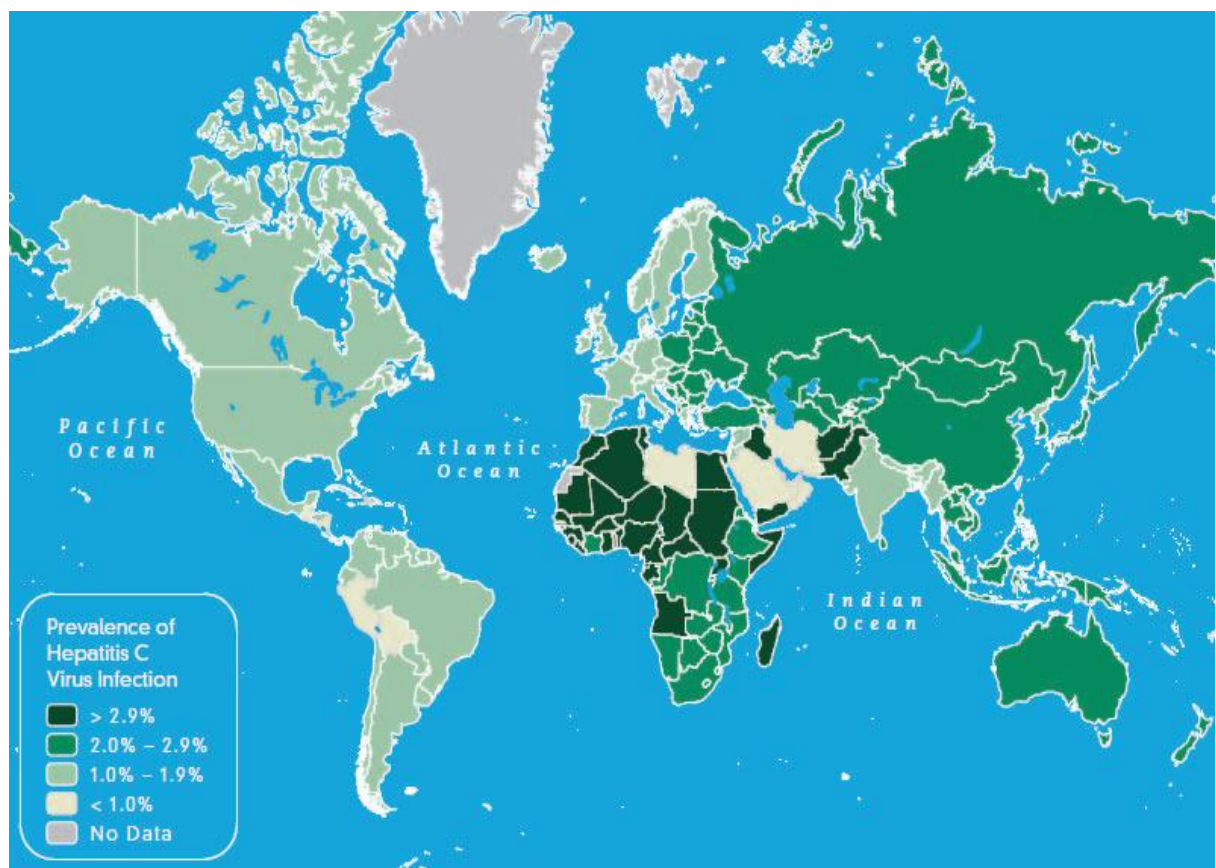 Pacific
Ocean
Atlantic
Ocean
Indian
Ocean
Prevalence of
Hepatitis C
Virus Infection
> 2.9%
2.0% – 2.9%
1.0% – 1.9%
< 1.0%
No Data